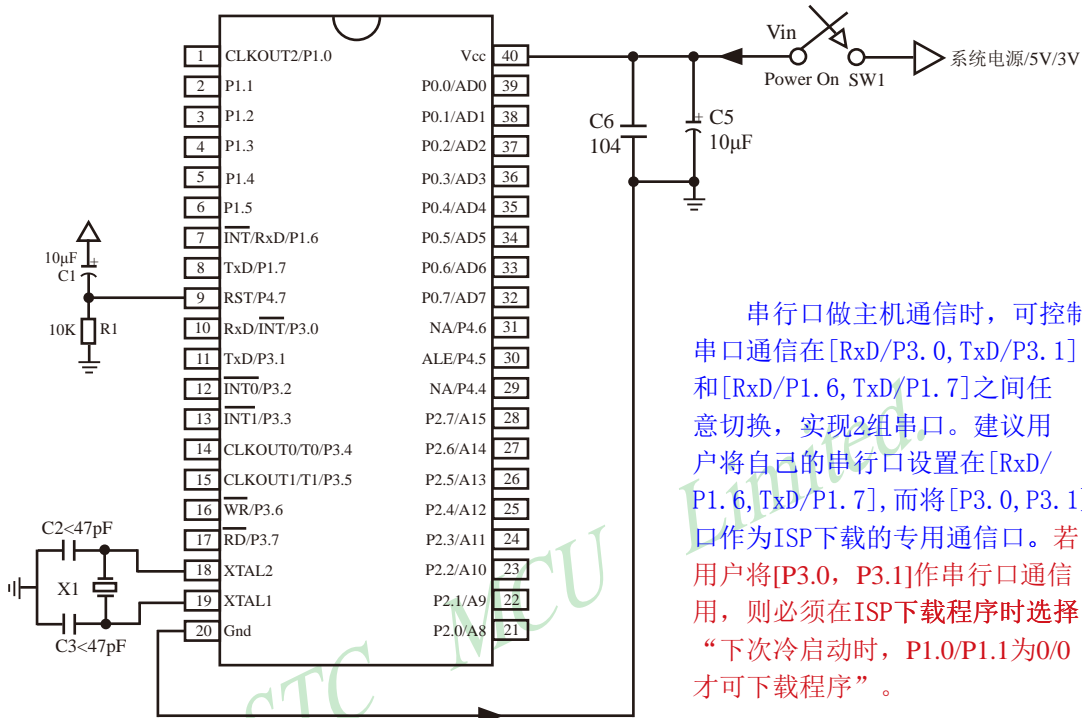 1 CLKOUT2/P1.0 Vcc 40
2 P1.1 P0.0/AD0 39
3 P1.2 P0.1/AD1 38
4 P1.3 P0.2/AD2 37
5 P1.4 P0.3/AD3 36
6 P1.5 P0.4/AD4 35
7 INT/RxD/P1.6 P0.5/AD5 34
8 TxD/P1.7 P0.6/AD6 33
9 RST/P4.7 P0.7/AD7 32
10 RxD/INT/P3.0 NA/P4.6 31
11 TxD/P3.1 ALE/P4.5 30
12 INT0/P3.2 NA/P4.4 29
13 INT1/P3.3 P2.7/A15 28
14 CLKOUT0/T0/P3.4 P2.6/A14 27
15 CLKOUT1/T1/P3.5 P2.5/A13 26
16 WR/P3.6 P2.4/A12 25
17 RD/P3.7 P2.3/A11 24
18 XTAL2 P2.2/A10 23
19 XTAL1 P2.1/A9 22
20 Gnd P2.0/A8 21
Vin
Power On SW1
系统电源/5V/3V
C6
104
+ C5
10μF
10μF +
C1
10K R1
C2<47pF
X1
C3<47pF
串行口做主机通信时，可控制
串口通信在[RxD/P3.0,TxD/P3.1]
和[RxD/P1.6,TxD/P1.7]之间任
意切换，实现2组串口。建议用
户将自己的串行口设置在[RxD/
P1.6,TxD/P1.7],而将[P3.0,P3.1]
口作为ISP下载的专用通信口。若
用户将[P3.0，P3.1]作串行口通信
用，则必须在ISP下载程序时选择
“下次冷启动时，P1.0/P1.1为0/0
才可下载程序”。
STC MCU Limited.